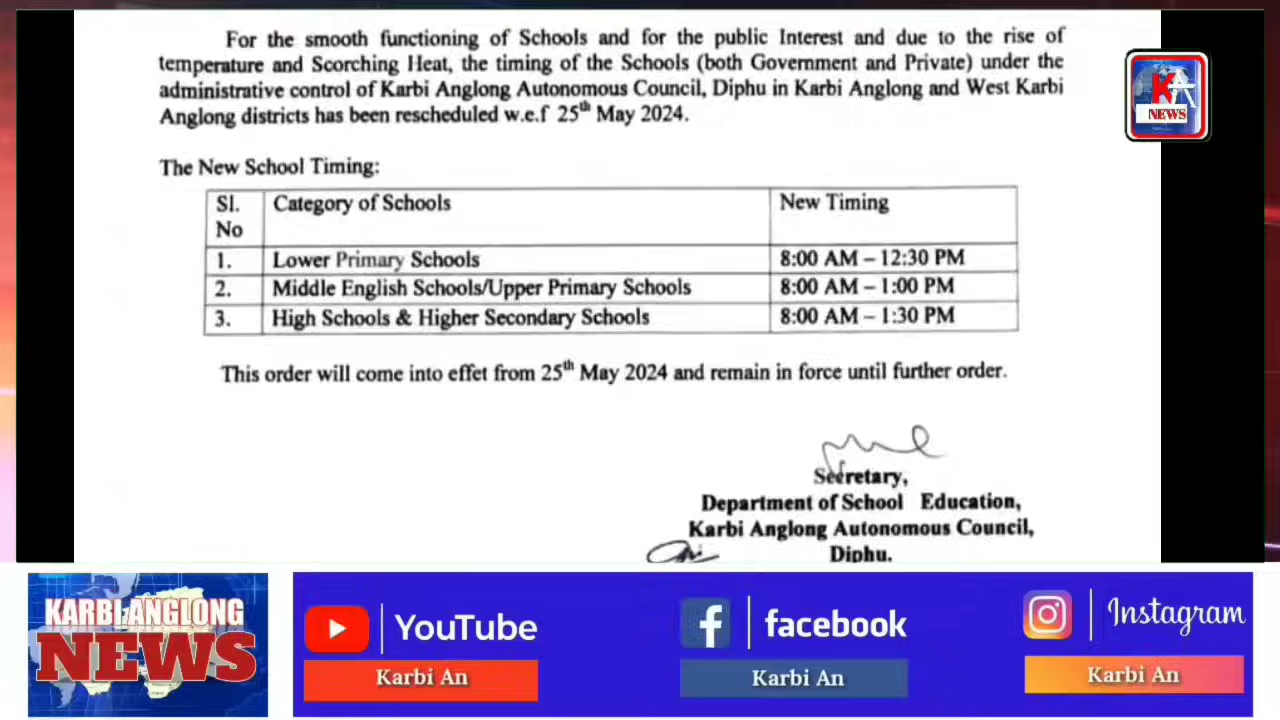 For the smooth functioning of Schools and for the public Interest and due to the rise of
temperature and Scorching Heat, the timing of the Schools (both Government and Private) under the
administrative control of Karbi Anglong Autonomous Council, Diphu in Karbi Anglong and West Karbi
Anglong districts has been rescheduled w.e.f 25th May 2024.
The New School Timing:
Sl. No Category of Schools New Timing
1. Lower Primary Schools 8:00 AM – 12:30 PM
2. Middle English Schools/Upper Primary Schools 8:00 AM – 1:00 PM
3. High Schools & Higher Secondary Schools 8:00 AM – 1:30 PM
This order will come into effet from 25th May 2024 and remain in force until further order.
Secretary,
Department of School Education,
Karbi Anglong Autonomous Council,
Diphu.
KA
NEWS
KARBI ANGLONG
NEWS
YouTube
Karbi An
facebook
Karbi An
Instagram
Karbi An